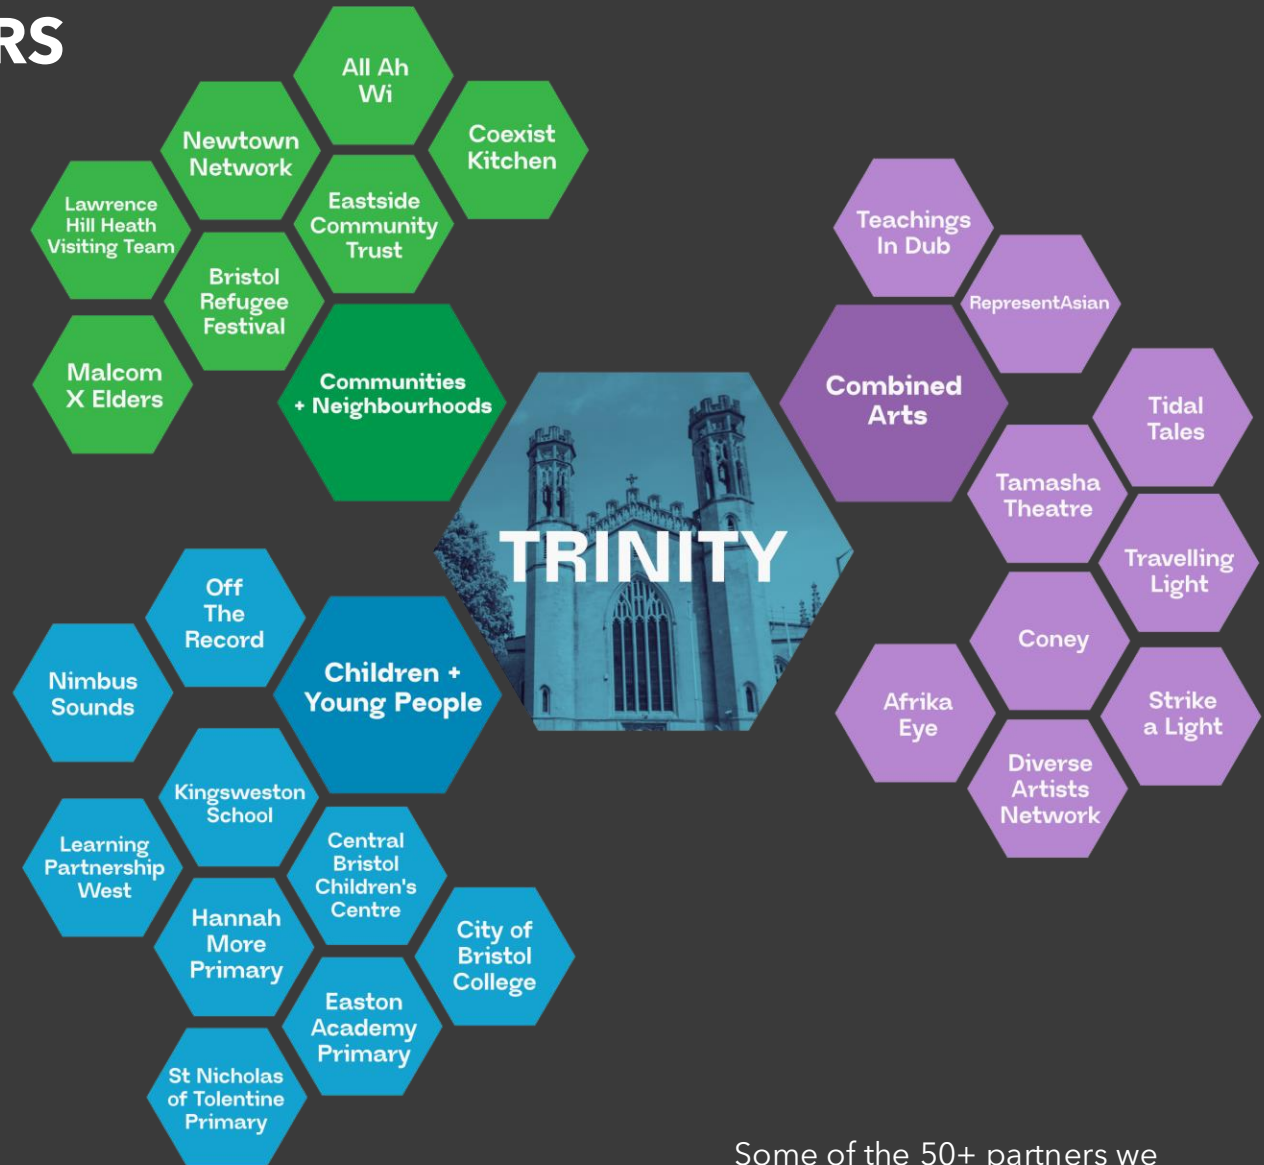 RS
All Ah
Wi
Newtown
Network
Coexist
Kitchen
Lawrence
Hill Heath
Visiting Team
Eastside
Community
Trust
Bristol
Refugee
Festival
Malcom
X Elders
Communities
+ Neighbourhoods
Teachings
In Dub
RepresentAsian
Combined
Arts
Tidal
Tales
Tamasha
Theatre
Travelling
Light
Coney
Afrika
Eye
Strike
a Light
Diverse
Artists
Network
TRINITY
Off
The
Record
Children +
Young People
Nimbus
Sounds
Kingsweston
School
Learning
Partnership
West
Central
Bristol
Children's
Centre
Hannah
More
Primary
City of
Bristol
College
Easton
Academy
Primary
St Nicholas
of Tolentine
Primary
Some of the 50+ partners we